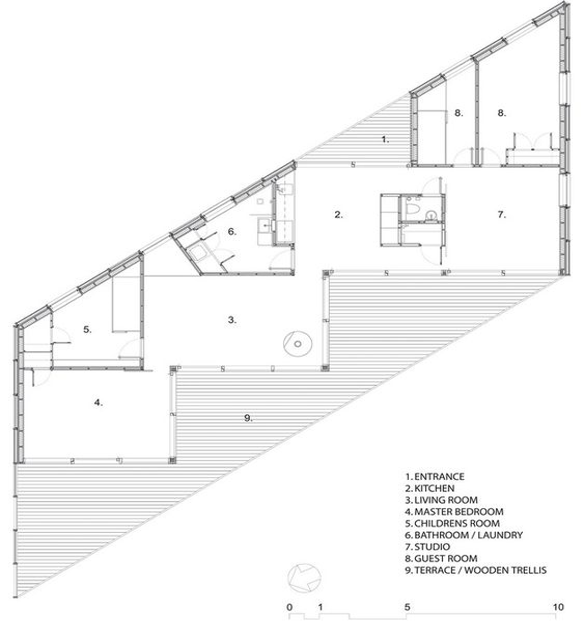 8.
8.
1.
2.
7.
6.
3.
5.
4.
9.
1. ENTRANCE
2. KITCHEN
3. LIVING ROOM
4. MASTER BEDROOM
5. CHILDRENS ROOM
6. BATHROOM / LAUNDRY
7. STUDIO
8. GUEST ROOM
9. TERRACE / WOODEN TRELLIS
0 1 5 10